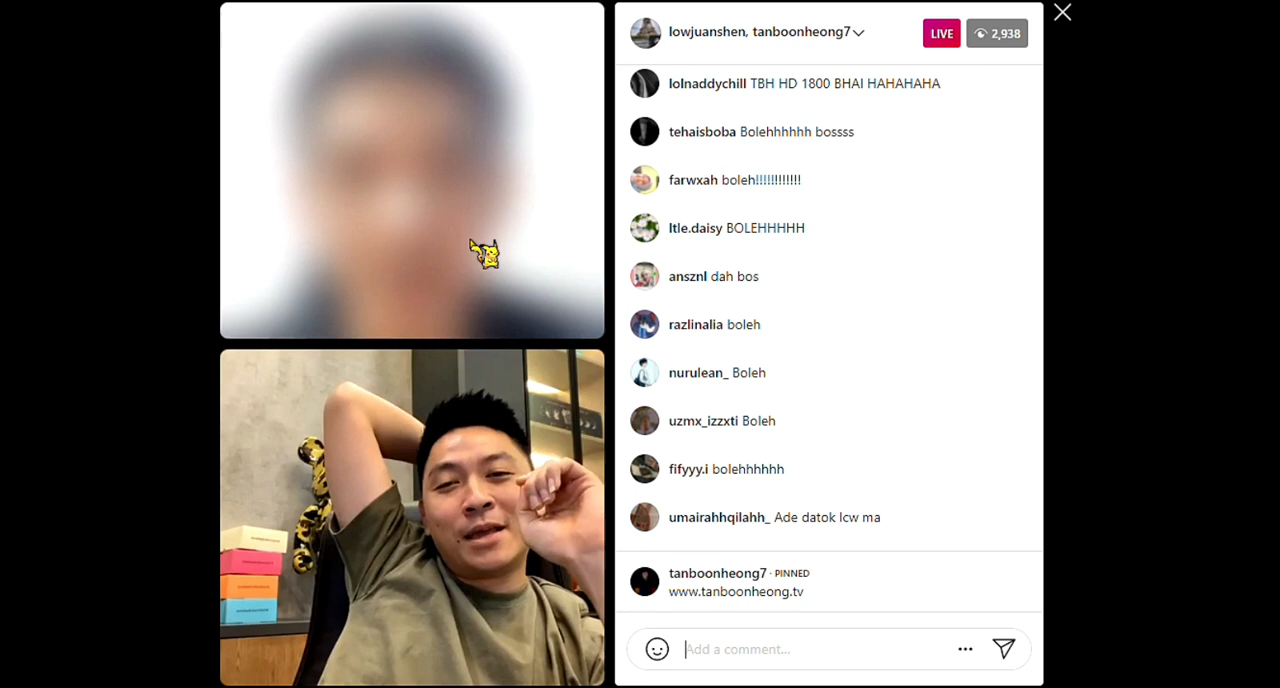 lowjuanshen, tanboonheong7
LIVE
2,938
lolnaddychill TBH HD 1800 BHAI HAHAHAHA
tehaisboba Bolehhhhhh bossss
farwxah boleh!!!!!!!!!!!!
ltle.daisy BOLEHHHHH
ansznl dah bos
razlinalia boleh
nurulean_ Boleh
uzmx_izzxti Boleh
fifyyy.i bolehhhhhh
umairahhqilahh_ Ade datok lcw ma
tanboonheong7 · PINNED
www.tanboonheong.tv
Add a comment...